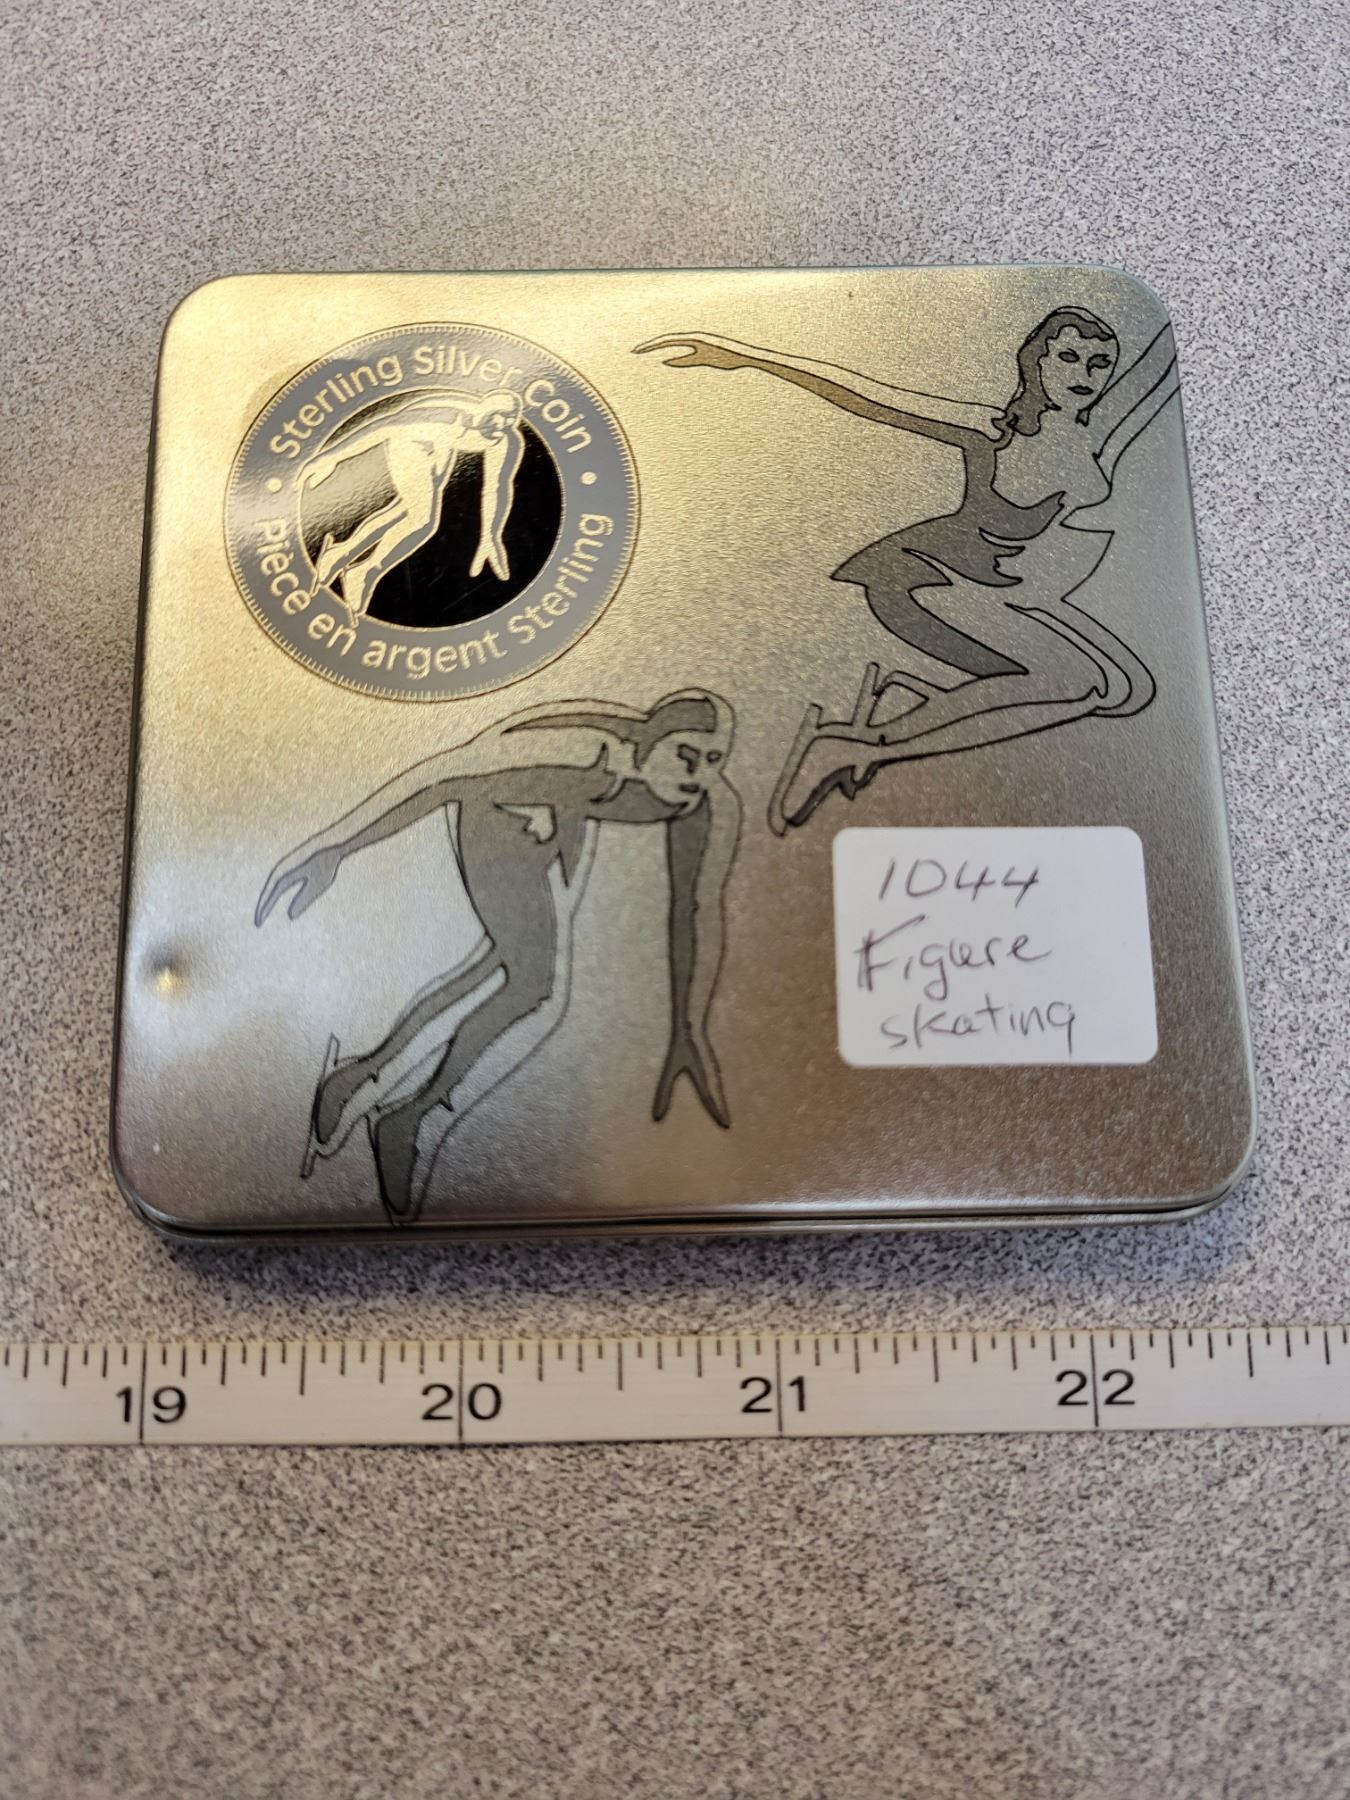 Sterling Silver Coin
Pièce en argent Sterling
1044
Figure
skating
19 20 21 22